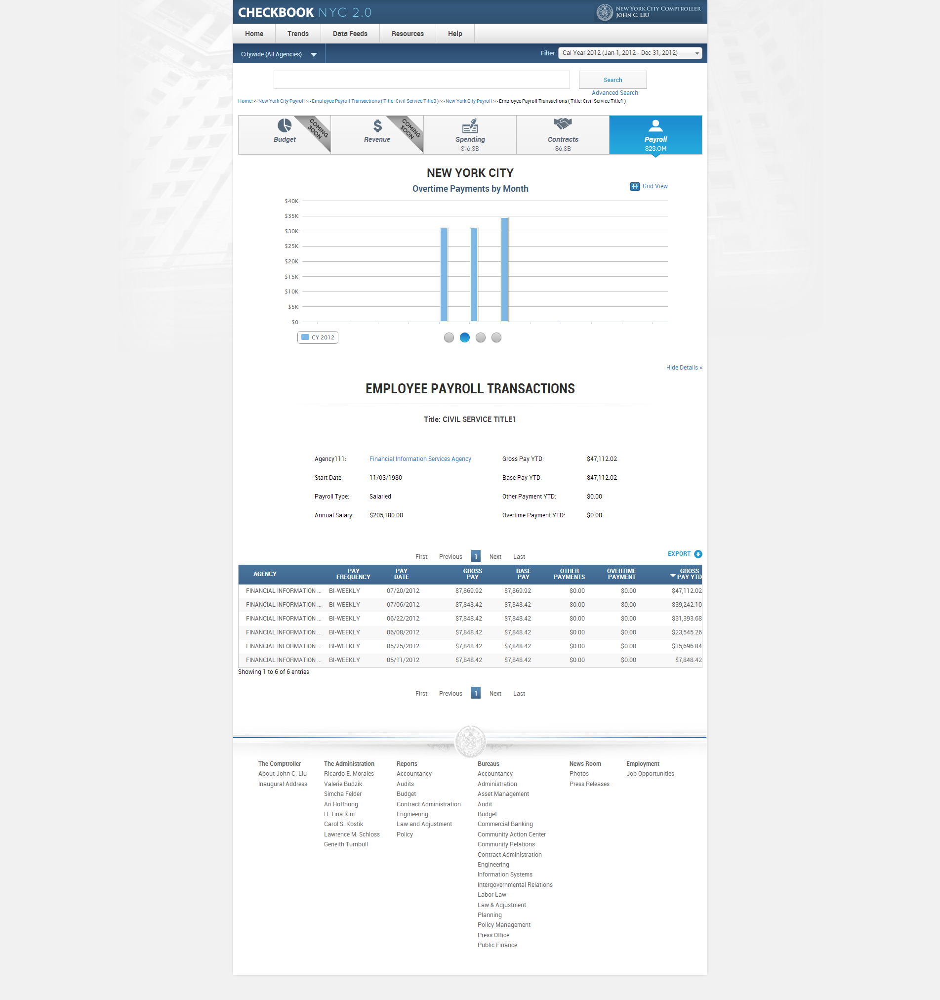 CHECKBOOK NYC 2.0
NEW YORK CITY COMPTROLLER
JOHN C. LIU
Home Trends Data Feeds Resources Help
Citywide (All Agencies) Filter: Cal Year 2012 (Jan 1, 2012 - Dec 31, 2012)
Search
Advanced Search
Home >> New York City Payroll >> Employee Payroll Transactions ( Title: Civil Service Title3 ) >> New York City Payroll >> Employee Payroll Transactions ( Title: Civil Service Title1 )
Budget COMING SOON Revenue COMING SOON Spending Contracts Payroll
$16.3B $6.8B $23.0M
NEW YORK CITY
Overtime Payments by Month
Grid View
$40K
$35K
$30K
$25K
$20K
$15K
$10K
$5K
$0
CY 2012
Hide Details «
EMPLOYEE PAYROLL TRANSACTIONS
Title: CIVIL SERVICE TITLE1
Agency111: Financial Information Services Agency Gross Pay YTD: $47,112.02
Start Date: 11/03/1980 Base Pay YTD: $47,112.02
Payroll Type: Salaried Other Payment YTD: $0.00
Annual Salary: $205,180.00 Overtime Payment YTD: $0.00
EXPORT
First Previous 1 Next Last
AGENCY PAY FREQUENCY PAY DATE GROSS PAY BASE PAY OTHER PAYMENTS OVERTIME PAYMENT GROSS PAY YTD
FINANCIAL INFORMATION ... BI-WEEKLY 07/20/2012 $7,869.92 $7,869.92 $0.00 $0.00 $47,112.02
FINANCIAL INFORMATION ... BI-WEEKLY 07/06/2012 $7,848.42 $7,848.42 $0.00 $0.00 $39,242.10
FINANCIAL INFORMATION ... BI-WEEKLY 06/22/2012 $7,848.42 $7,848.42 $0.00 $0.00 $31,393.68
FINANCIAL INFORMATION ... BI-WEEKLY 06/08/2012 $7,848.42 $7,848.42 $0.00 $0.00 $23,545.26
FINANCIAL INFORMATION ... BI-WEEKLY 05/25/2012 $7,848.42 $7,848.42 $0.00 $0.00 $15,696.84
FINANCIAL INFORMATION ... BI-WEEKLY 05/11/2012 $7,848.42 $7,848.42 $0.00 $0.00 $7,848.42
Showing 1 to 6 of 6 entries
First Previous 1 Next Last
The Comptroller
About John C. Liu
Inaugural Address
The Administration
Ricardo E. Morales
Valerie Budzik
Simcha Felder
Ari Hoffnung
H. Tina Kim
Carol S. Kostik
Lawrence M. Schloss
Geneith Turnbull
Reports
Accountancy
Audits
Budget
Contract Administration
Engineering
Law and Adjustment
Policy
Bureaus
Accountancy
Administration
Asset Management
Audit
Budget
Commercial Banking
Community Action Center
Community Relations
Contract Administration
Engineering
Information Systems
Intergovernmental Relations
Labor Law
Law & Adjustment
Planning
Policy Management
Press Office
Public Finance
News Room
Photos
Press Releases
Employment
Job Opportunities